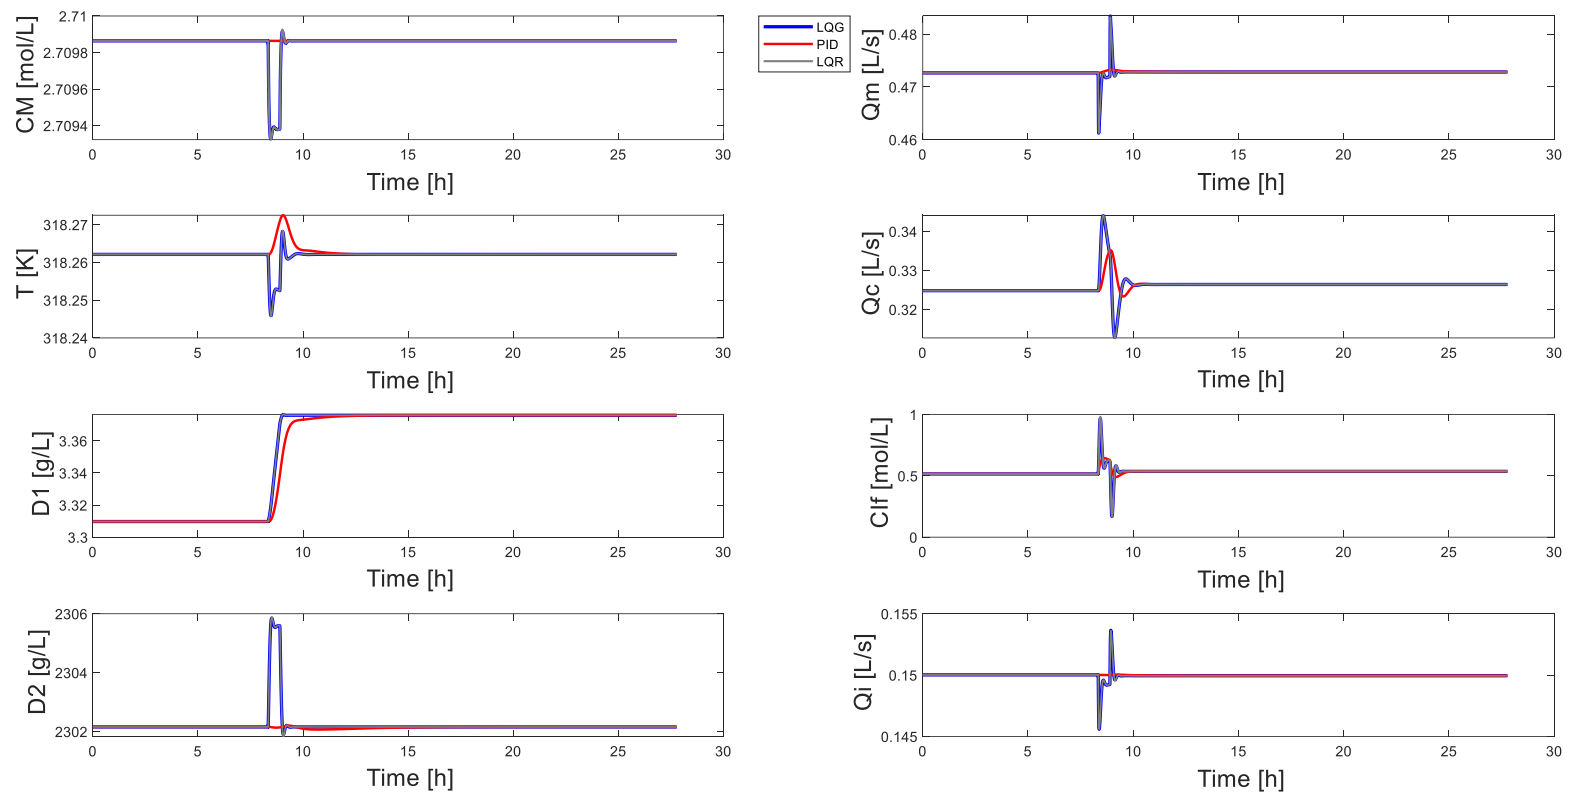 2.71
2.7098
2.7096
2.7094
CM [mol/L]
0 5 10 15 20 25 30
Time [h]
LQG
PID
LQR
0.48
0.47
0.46
Qm [L/s]
0 5 10 15 20 25 30
Time [h]
318.27
318.26
318.25
318.24
T [K]
0 5 10 15 20 25 30
Time [h]
0.34
0.33
0.32
Qc [L/s]
0 5 10 15 20 25 30
Time [h]
3.36
3.34
3.32
3.3
D1 [g/L]
0 5 10 15 20 25 30
Time [h]
1
0.5
0
CIf [mol/L]
0 5 10 15 20 25 30
Time [h]
2306
2304
2302
D2 [g/L]
0 5 10 15 20 25 30
Time [h]
0.155
0.15
0.145
Qi [L/s]
0 5 10 15 20 25 30
Time [h]